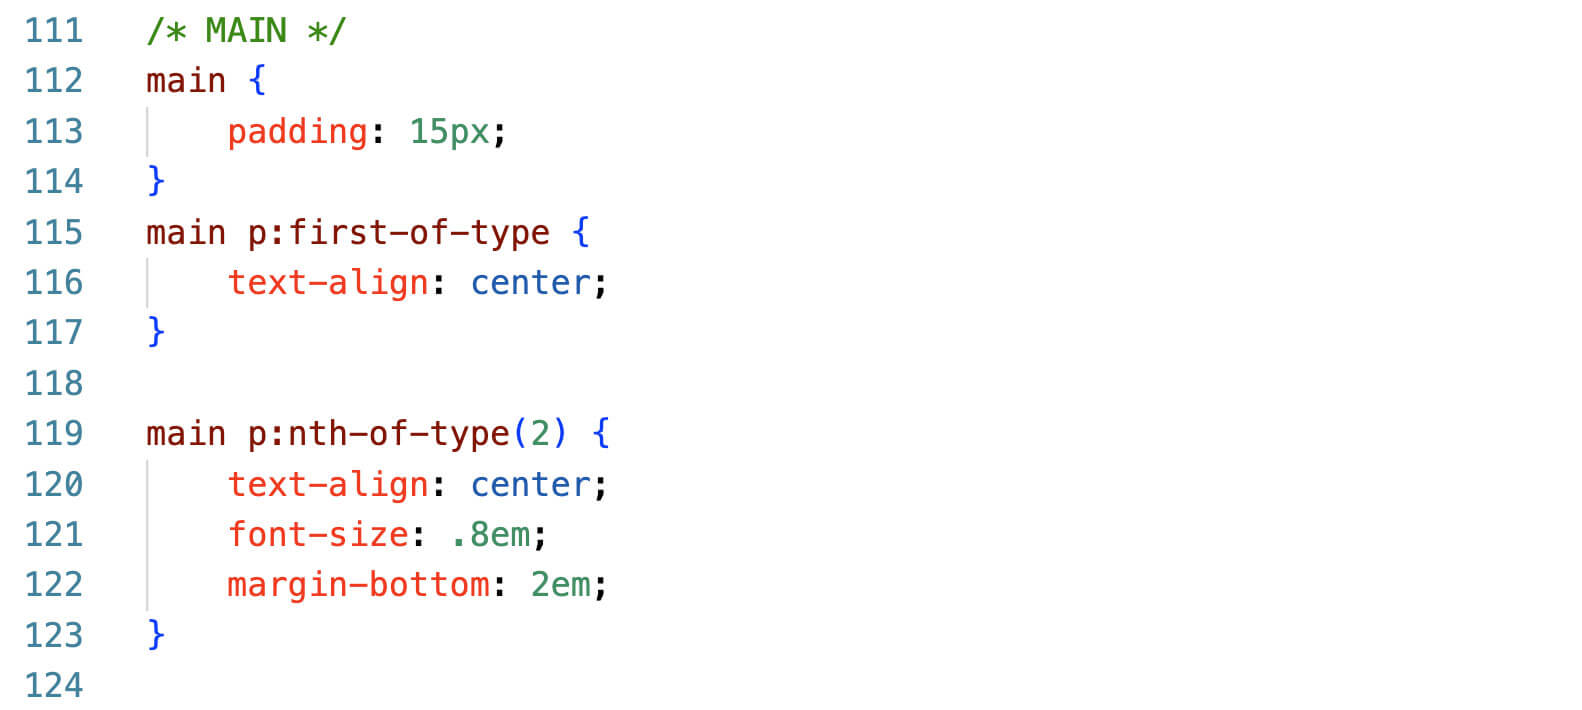 111 /* MAIN */
112 main {
113     padding: 15px;
114 }
115 main p:first-of-type {
116     text-align: center;
117 }
118
119 main p:nth-of-type(2) {
120     text-align: center;
121     font-size: .8em;
122     margin-bottom: 2em;
123 }
124